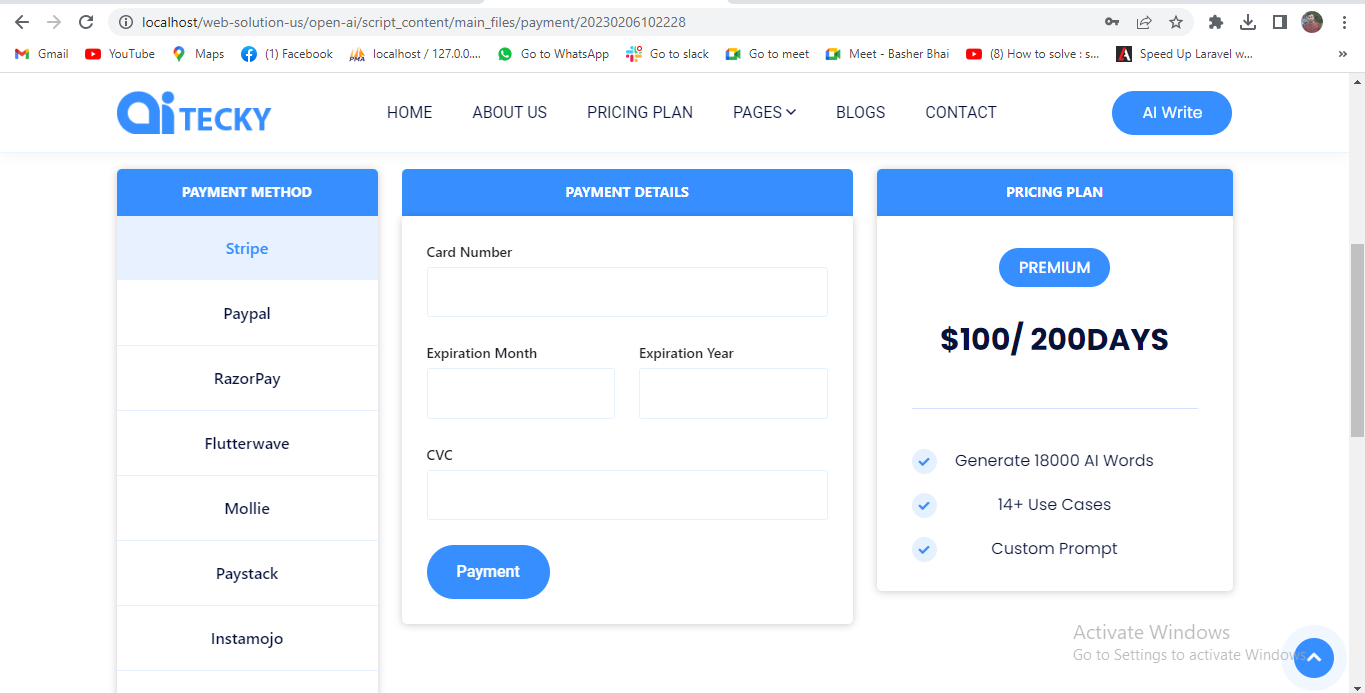 localhost/web-solution-us/open-ai/script_content/main_files/payment/20230206102228
Gmail YouTube Maps (1) Facebook localhost / 127.0.0.... Go to WhatsApp Go to slack Go to meet Meet - Basher Bhai (8) How to solve : s... Speed Up Laravel w... »
ai TECKY HOME ABOUT US PRICING PLAN PAGES BLOGS CONTACT AI Write
PAYMENT METHOD
Stripe
Paypal
RazorPay
Flutterwave
Mollie
Paystack
Instamojo
PAYMENT DETAILS
Card Number
Expiration Month Expiration Year
CVC
Payment
PRICING PLAN
PREMIUM
$100/ 200DAYS
Generate 18000 AI Words
14+ Use Cases
Custom Prompt
Activate Windows
Go to Settings to activate Windows.